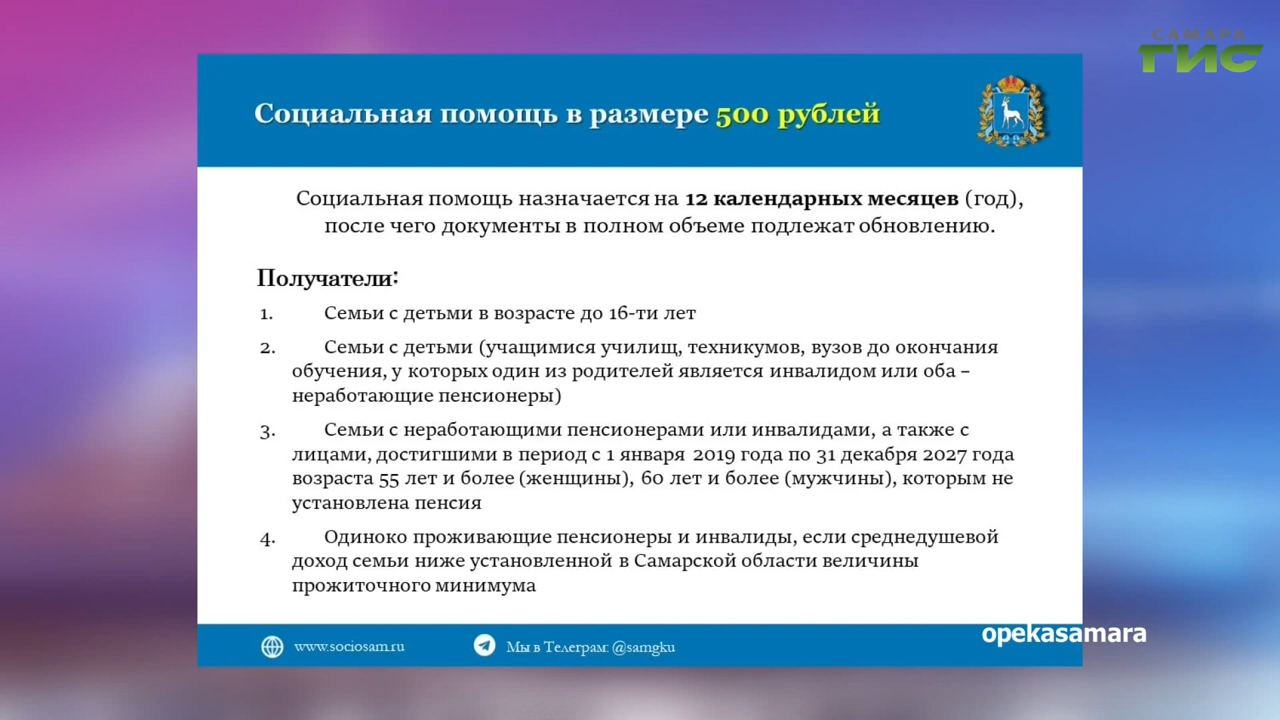 САМАРА
ГИС
Социальная помощь в размере 500 рублей
Социальная помощь назначается на 12 календарных месяцев (год),
после чего документы в полном объеме подлежат обновлению.
Получатели:
1. Семьи с детьми в возрасте до 16-ти лет
2. Семьи с детьми (учащимися училищ, техникумов, вузов до окончания
обучения, у которых один из родителей является инвалидом или оба –
неработающие пенсионеры)
3. Семьи с неработающими пенсионерами или инвалидами, а также с
лицами, достигшими в период с 1 января 2019 года по 31 декабря 2027 года
возраста 55 лет и более (женщины), 60 лет и более (мужчины), которым не
установлена пенсия
4. Одиноко проживающие пенсионеры и инвалиды, если среднедушевой
доход семьи ниже установленной в Самарской области величины
прожиточного минимума
www.sociosam.ru
Мы в Телеграм: @samgku
opekasamara